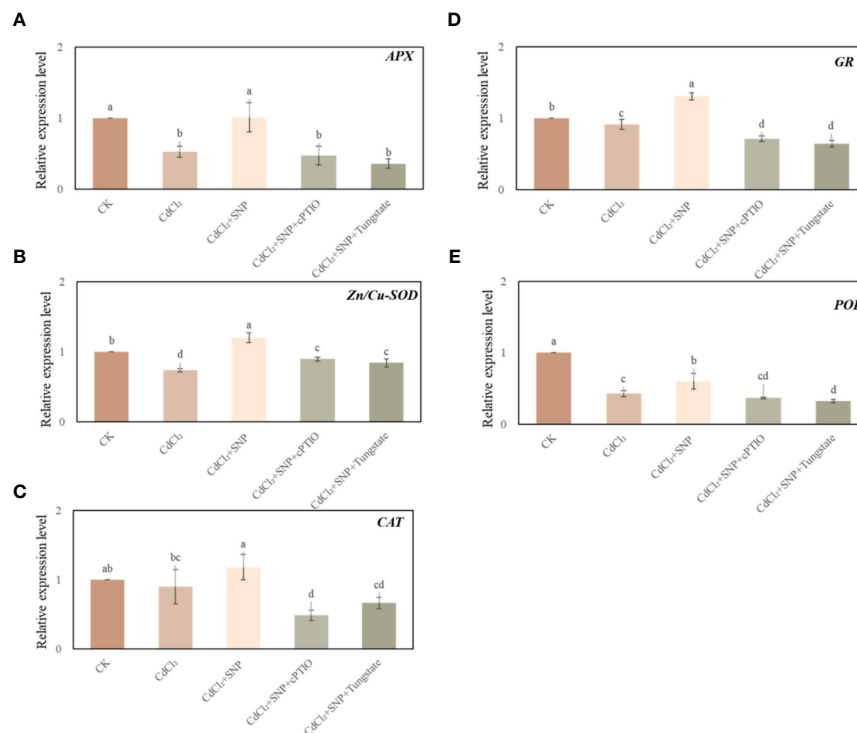 A
Relative expression level
2
1
0
APX
a
b
a
b
b
CK
CdCl₂
CdCl₂+SNP
CdCl₂+SNP+cPTIO
CdCl₂+SNP+Tungstate
B
Relative expression level
2
1
0
Zn/Cu-SOD
b
d
a
c
c
CK
CdCl₂
CdCl₂+SNP
CdCl₂+SNP+cPTIO
CdCl₂+SNP+Tungstate
C
Relative expression level
2
1
0
CAT
ab
bc
a
d
cd
CK
CdCl₂
CdCl₂+SNP
CdCl₂+SNP+cPTIO
CdCl₂+SNP+Tungstate
D
Relative expression level
2
1
0
GR
b
c
a
d
d
CK
CdCl₂
CdCl₂+SNP
CdCl₂+SNP+cPTIO
CdCl₂+SNP+Tungstate
E
Relative expression level
2
1
0
a
c
b
cd
d
CK
CdCl₂
CdCl₂+SNP
CdCl₂+SNP+cPTIO
CdCl₂+SNP+Tungstate